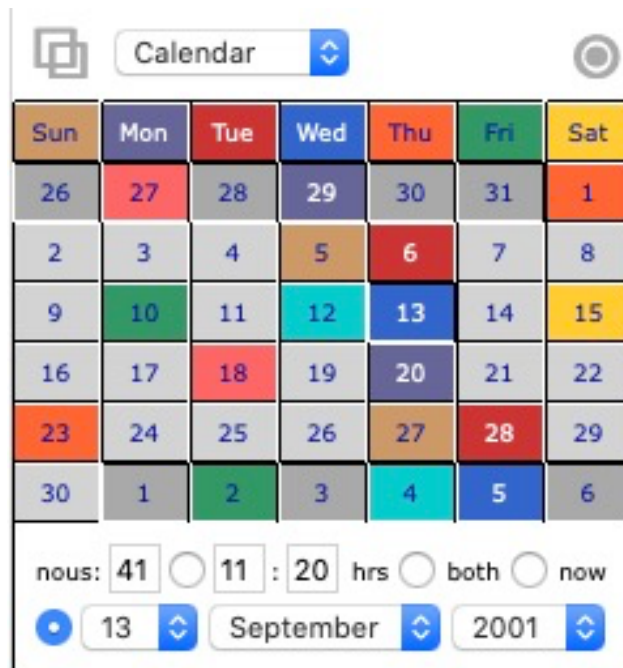 Calendar
Sun Mon Tue Wed Thu Fri Sat
26 27 28 29 30 31 1
2 3 4 5 6 7 8
9 10 11 12 13 14 15
16 17 18 19 20 21 22
23 24 25 26 27 28 29
30 1 2 3 4 5 6
nous: 41 11 : 20 hrs both now
13 September 2001